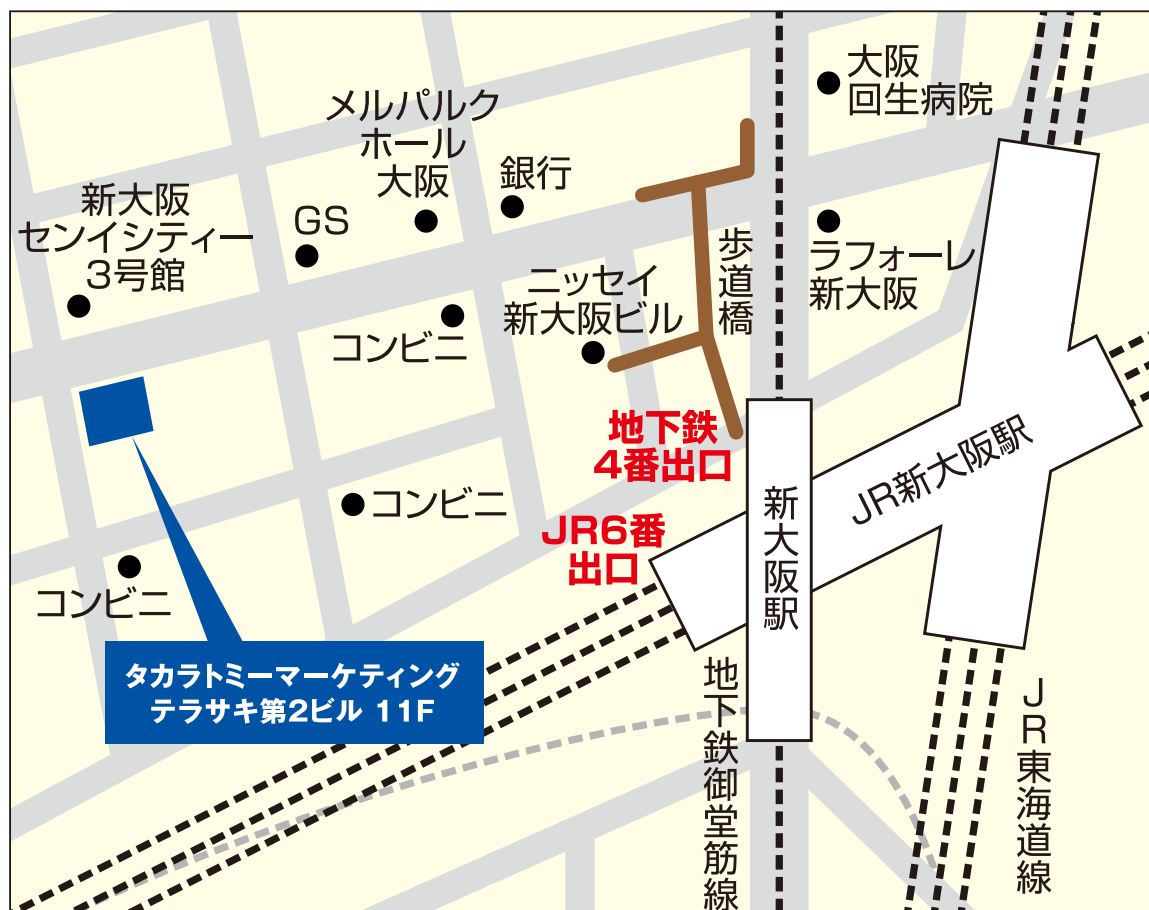 大阪
回生病院
メルパルク
ホール
大阪
銀行
新大阪
センイシティー
3号館
GS
歩道橋
ラフォーレ
新大阪
ニッセイ
新大阪ビル
コンビニ
地下鉄
4番出口
JR新大阪駅
コンビニ
新大阪駅
JR6番
出口
コンビニ
タカラトミーマーケティング
テラサキ第2ビル 11F
地下鉄御堂筋線
JR東海道線